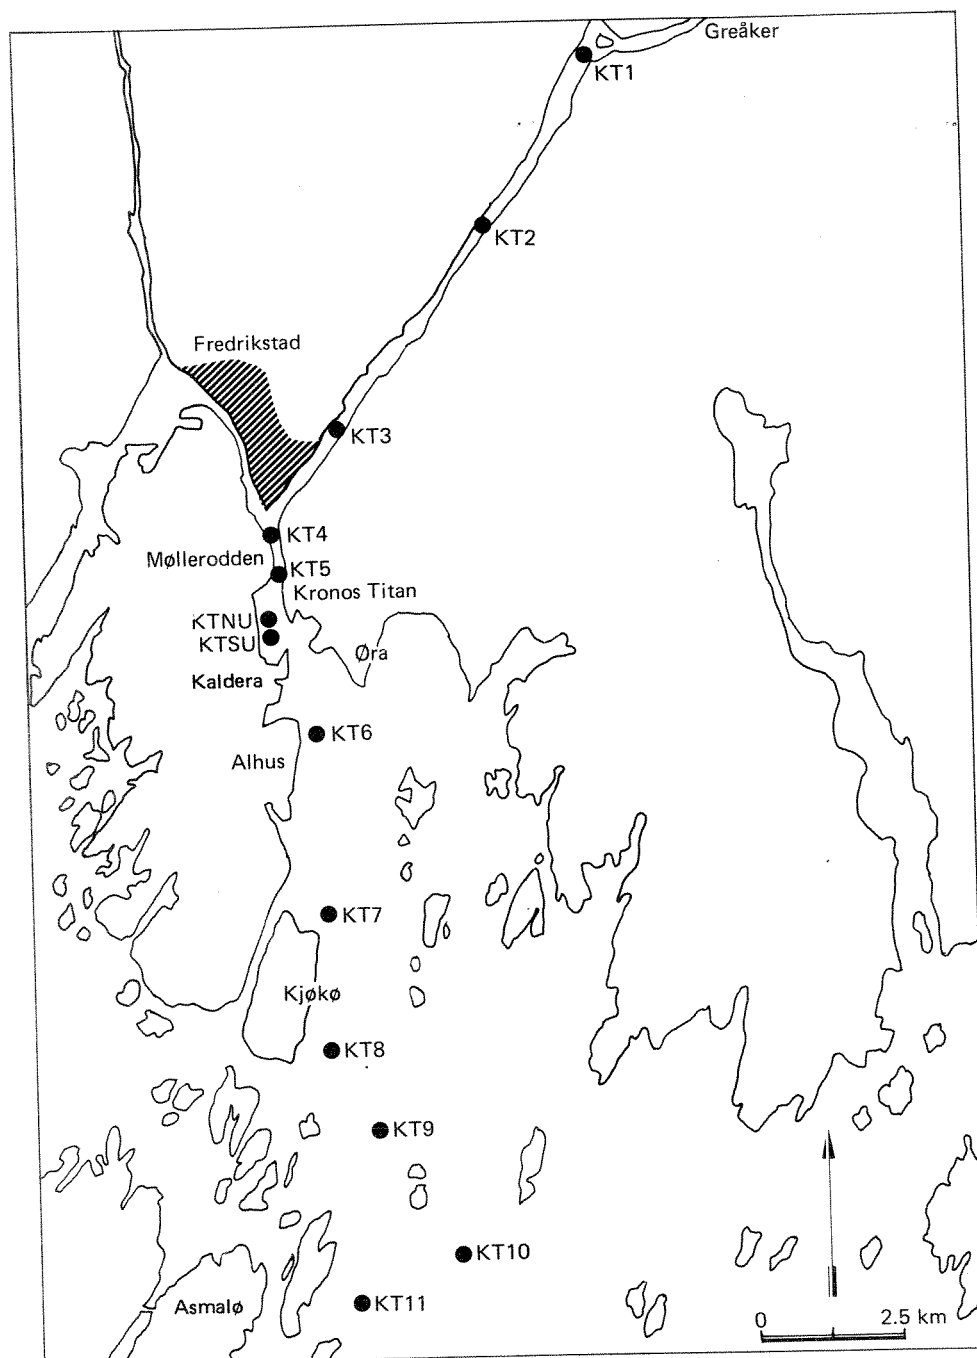 Greåker
KT1
KT2
Fredrikstad
KT3
KT4
Møllerodden
KT5
Kronos Titan
KTNU
KTSU
Øra
Kaldera
KT6
Alhus
KT7
Kjøkø
KT8
KT9
KT10
KT11
Asmalø
0 2.5 km